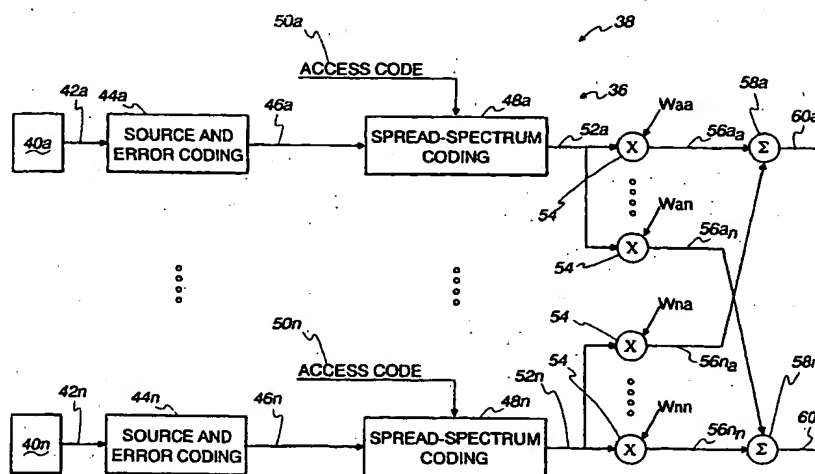 50a
38
ACCESS CODE
36
58a
42a
44a
46a
48a
Waa
60a
40a
SOURCE AND
ERROR CODING
SPREAD-SPECTRUM
CODING
52a
X
56aa
Σ
54
Wan
56an
X
54
50n
54
Wna
ACCESS CODE
X
42n
44n
46n
48n
52n
54
56na
58n
Wnn
40n
SOURCE AND
ERROR CODING
SPREAD-SPECTRUM
CODING
X
56nn
Σ